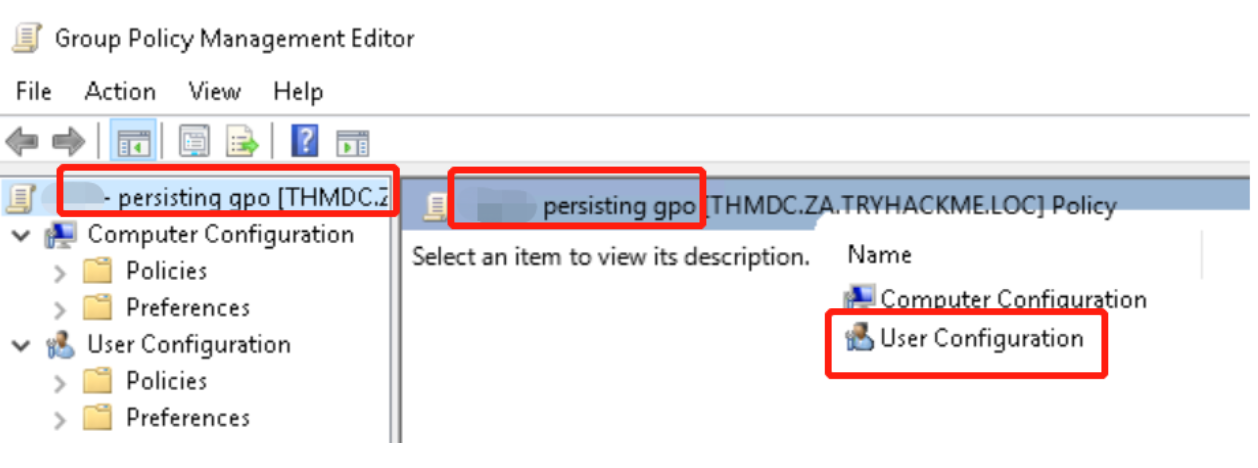 Group Policy Management Editor
File Action View Help
- persisting gpo [THMDC.Z
Computer Configuration
Policies
Preferences
User Configuration
Policies
Preferences
persisting gpo [THMDC.ZA.TRYHACKME.LOC] Policy
Select an item to view its description.
Name
Computer Configuration
User Configuration